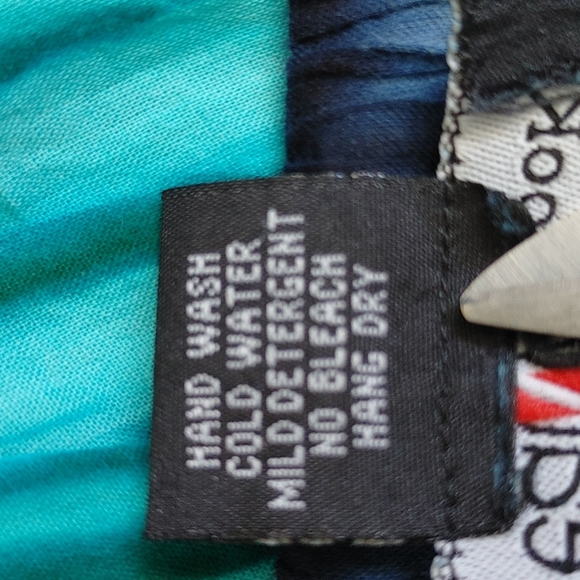 HAND WASH
COLD WATER
MILD DETERGENT
NO BLEACH
HANG DRY